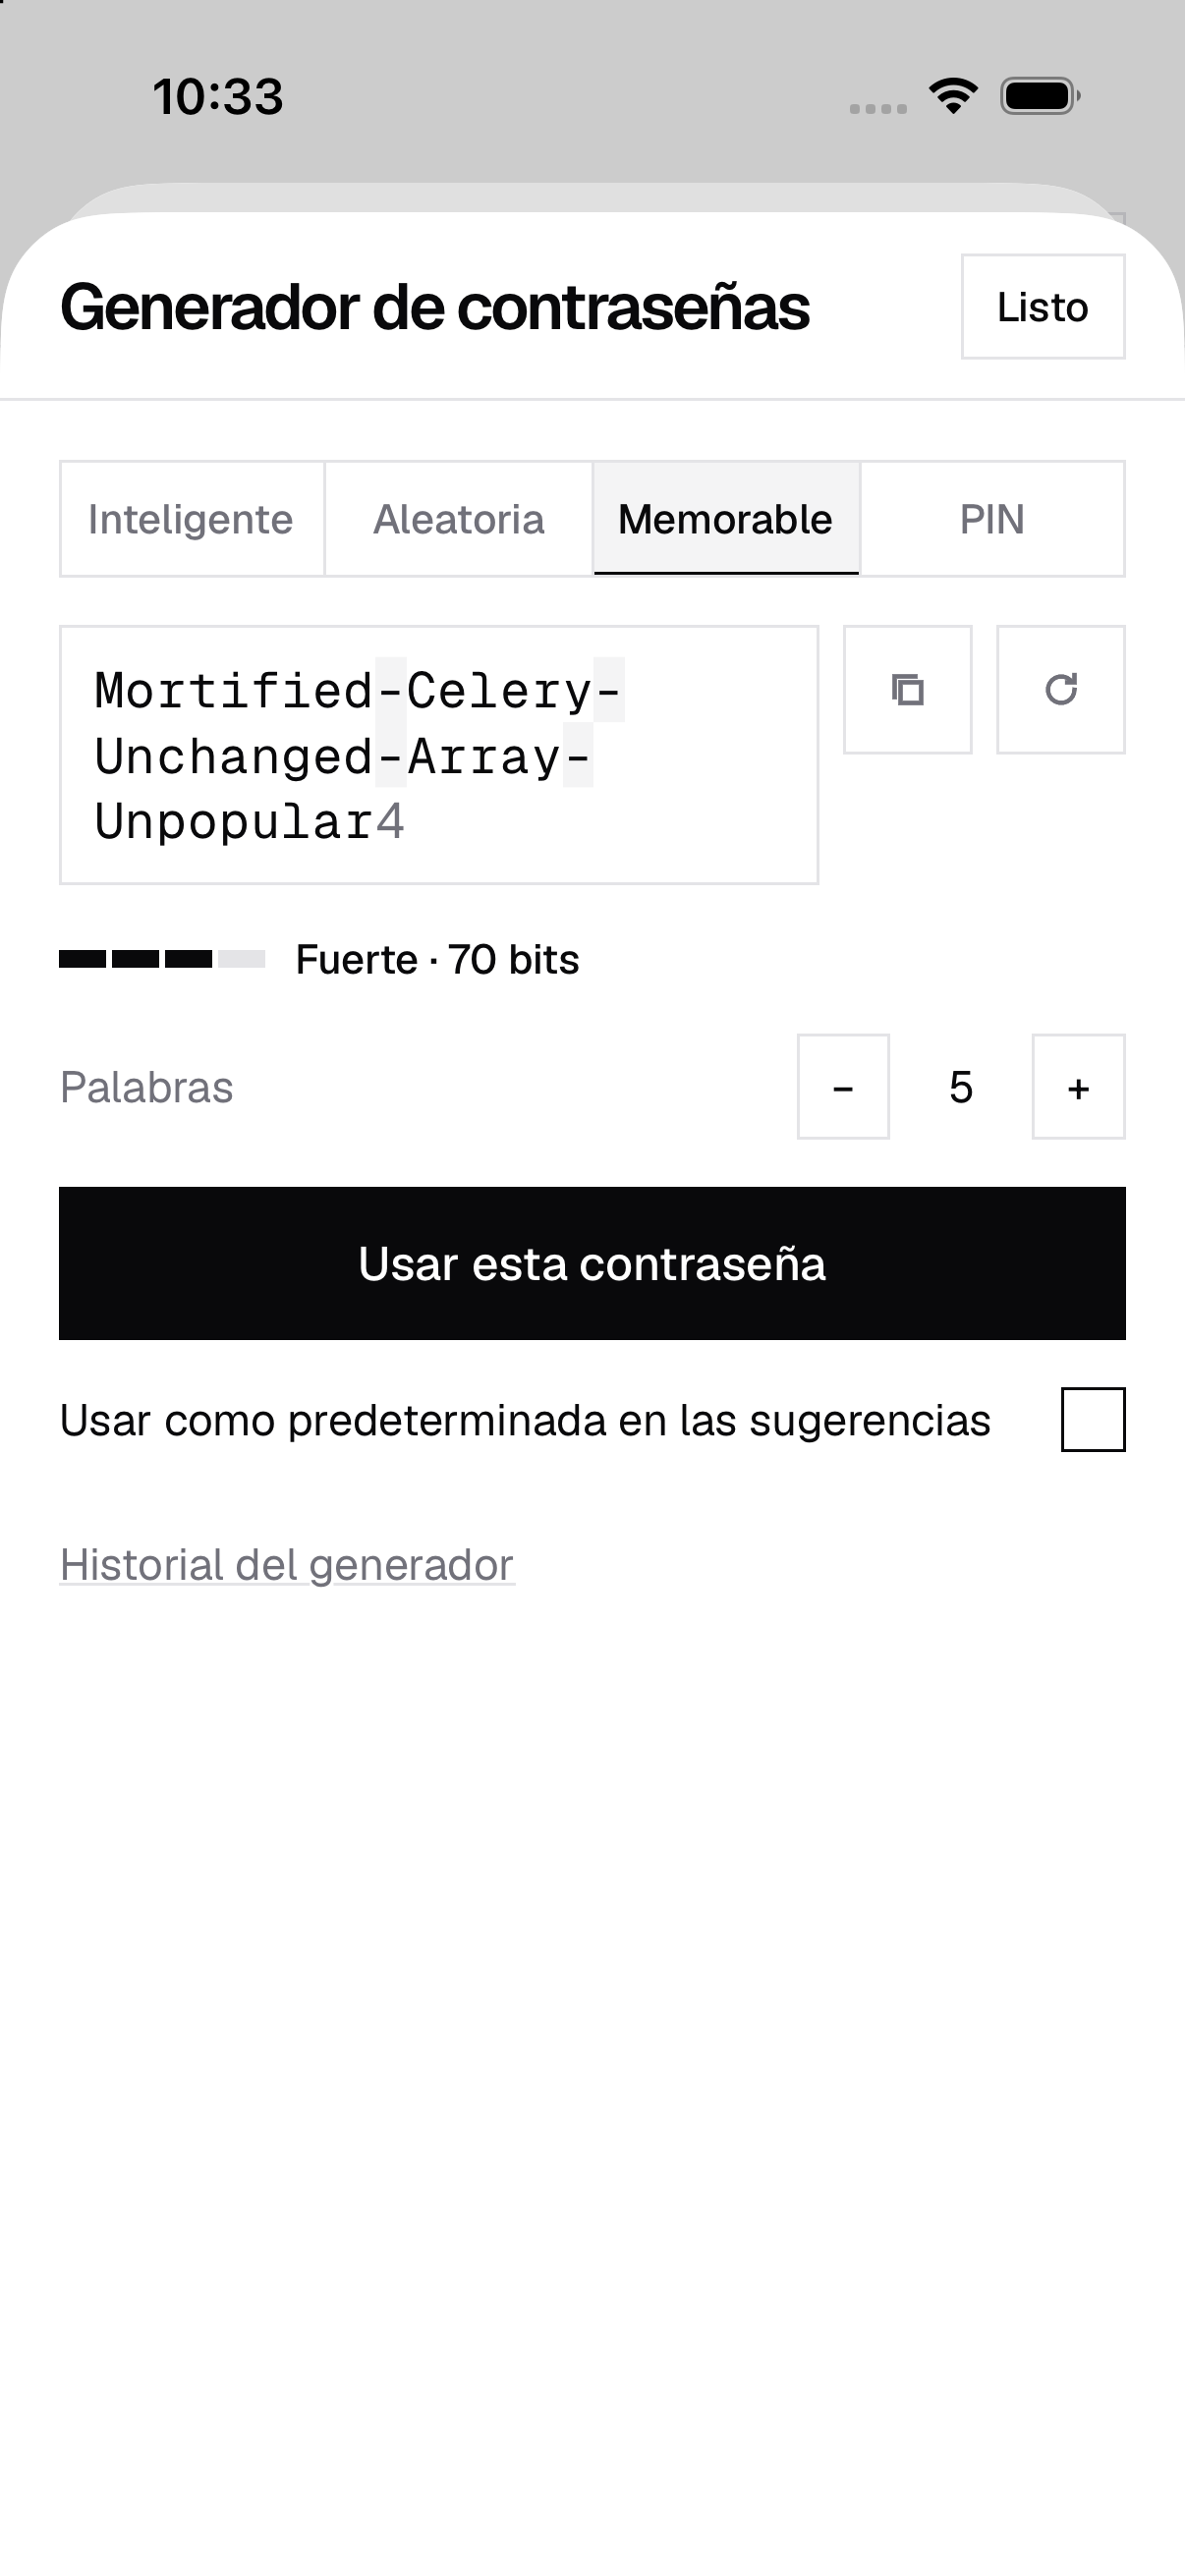 10:33
Generador de contraseñas
Listo
Inteligente
Aleatoria
Memorable
PIN
Mortified-Celery-
Unchanged-Array-
Unpopular4
Fuerte · 70 bits
Palabras
−
5
+
Usar esta contraseña
Usar como predeterminada en las sugerencias
Historial del generador